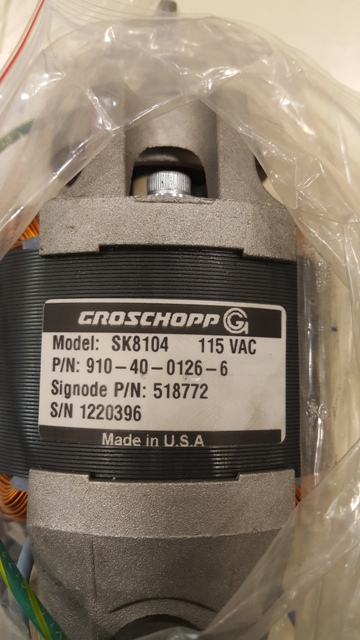 GROSCHOPP G
Model: SK8104 115 VAC
P/N: 910-40-0126-6
Signode P/N: 518772
S/N 1220396
Made in U.S.A